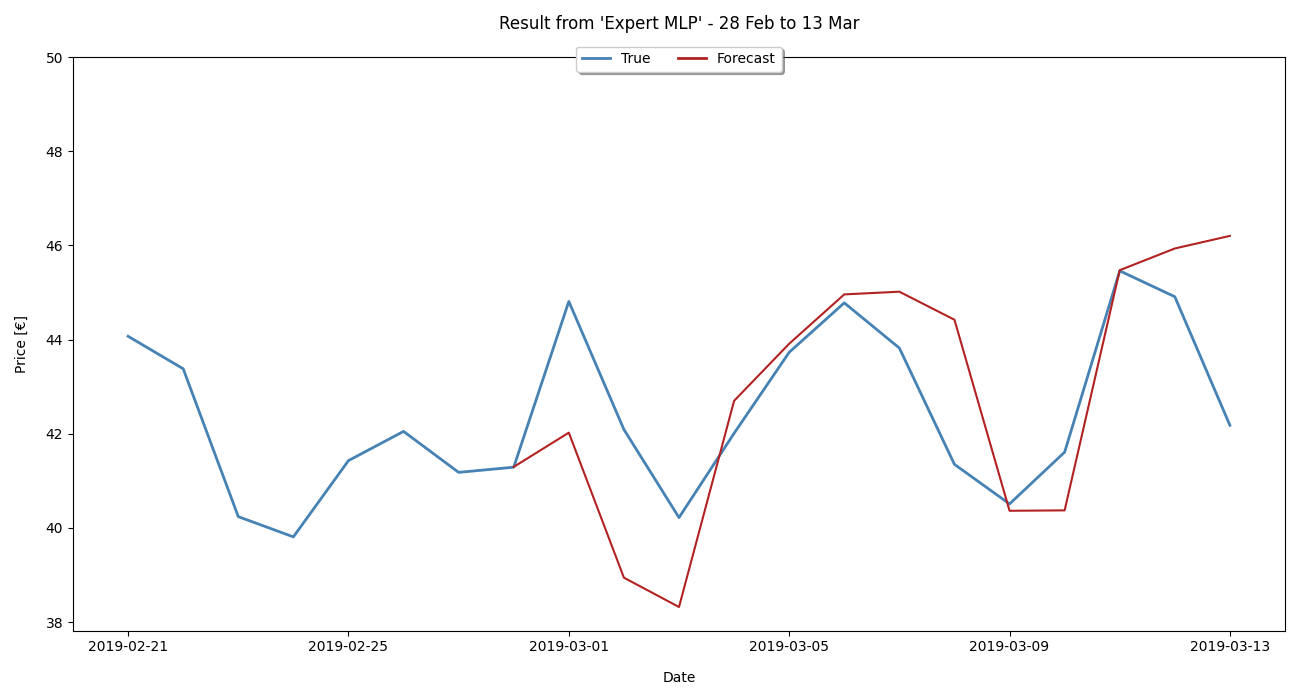 Result from 'Expert MLP' - 28 Feb to 13 Mar
True Forecast
50
48
46
44
42
40
38
Price [€]
2019-02-21 2019-02-25 2019-03-01 2019-03-05 2019-03-09 2019-03-13
Date